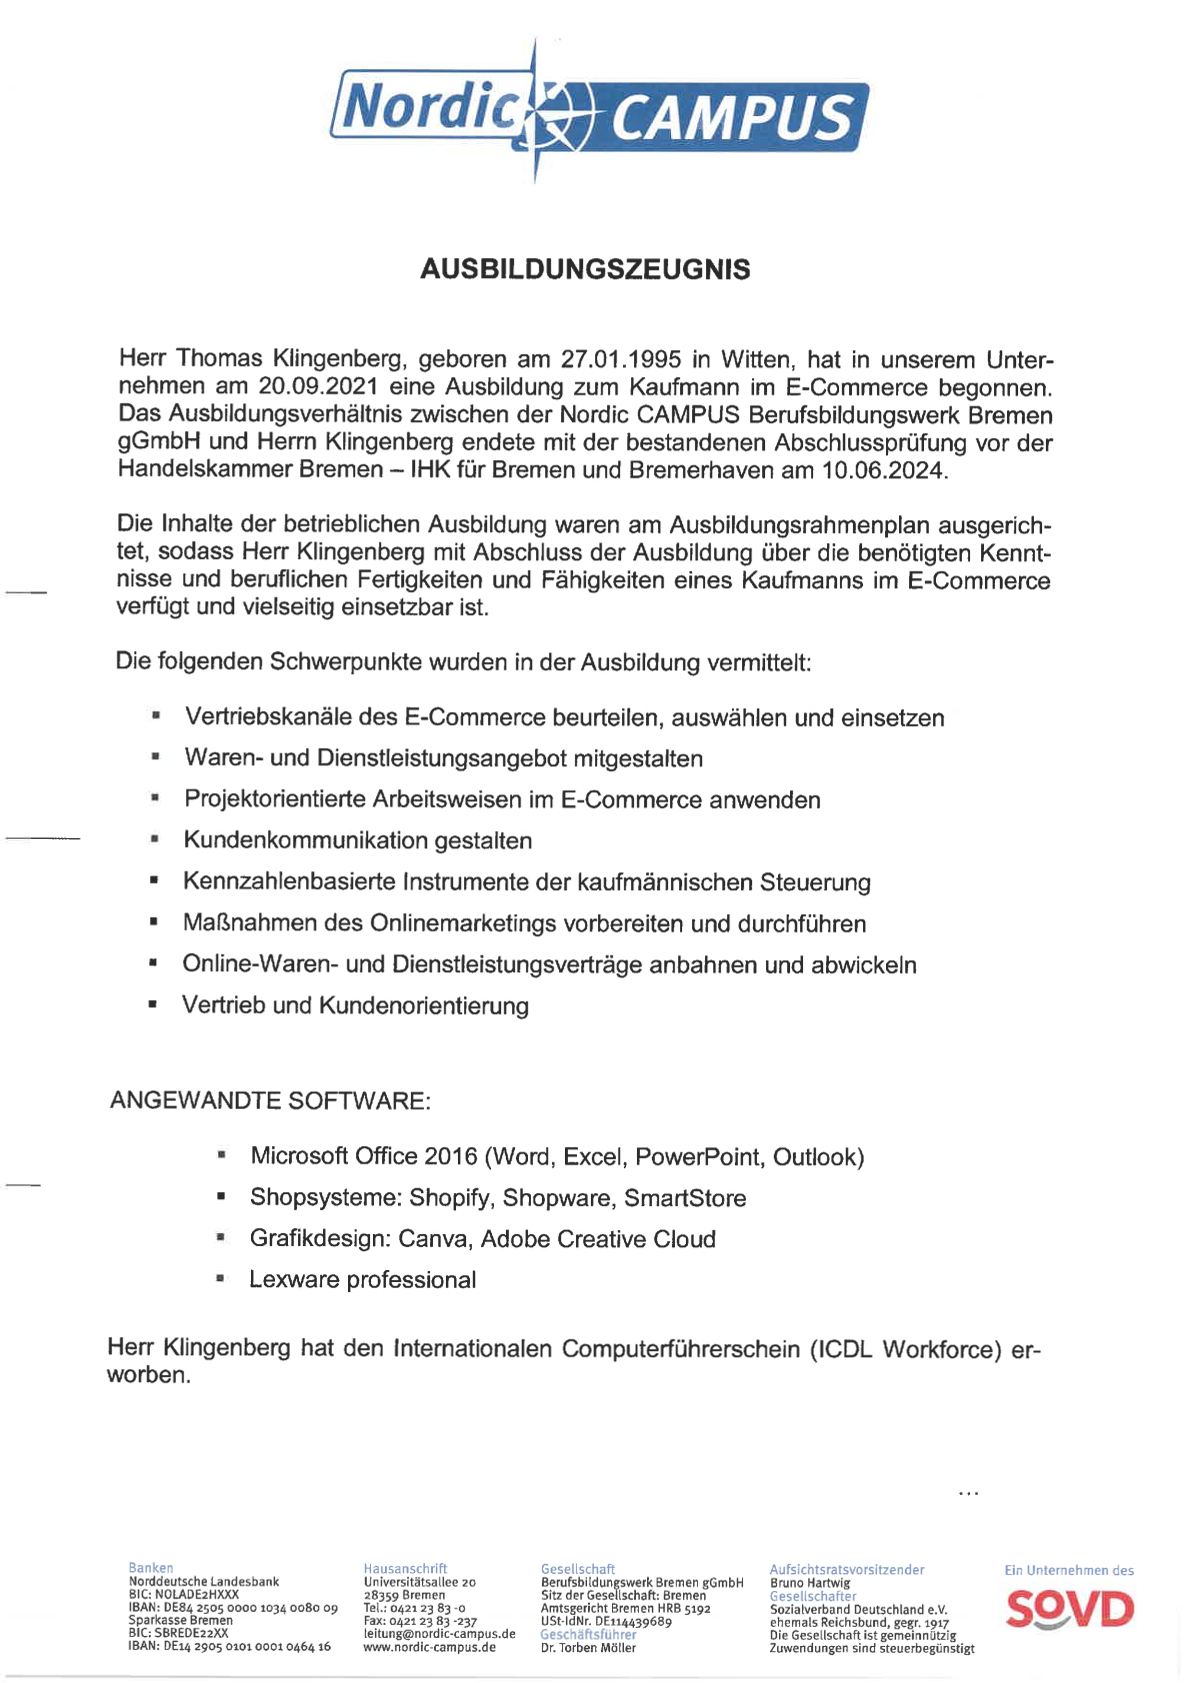 Nordic CAMPUS
AUSBILDUNGSZEUGNIS
Herr Thomas Klingenberg, geboren am 27.01.1995 in Witten, hat in unserem Unter-
nehmen am 20.09.2021 eine Ausbildung zum Kaufmann im E-Commerce begonnen.
Das Ausbildungsverhältnis zwischen der Nordic CAMPUS Berufsbildungswerk Bremen
gGmbH und Herrn Klingenberg endete mit der bestandenen Abschlussprüfung vor der
Handelskammer Bremen – IHK für Bremen und Bremerhaven am 10.06.2024.
Die Inhalte der betrieblichen Ausbildung waren am Ausbildungsrahmenplan ausgerich-
tet, sodass Herr Klingenberg mit Abschluss der Ausbildung über die benötigten Kennt-
nisse und beruflichen Fertigkeiten und Fähigkeiten eines Kaufmanns im E-Commerce
verfügt und vielseitig einsetzbar ist.
Die folgenden Schwerpunkte wurden in der Ausbildung vermittelt:
▪ Vertriebskanäle des E-Commerce beurteilen, auswählen und einsetzen
▪ Waren- und Dienstleistungsangebot mitgestalten
▪ Projektorientierte Arbeitsweisen im E-Commerce anwenden
▪ Kundenkommunikation gestalten
▪ Kennzahlenbasierte Instrumente der kaufmännischen Steuerung
▪ Maßnahmen des Onlinemarketings vorbereiten und durchführen
▪ Online-Waren- und Dienstleistungsverträge anbahnen und abwickeln
▪ Vertrieb und Kundenorientierung
ANGEWANDTE SOFTWARE:
▪ Microsoft Office 2016 (Word, Excel, PowerPoint, Outlook)
▪ Shopsysteme: Shopify, Shopware, SmartStore
▪ Grafikdesign: Canva, Adobe Creative Cloud
▪ Lexware professional
Herr Klingenberg hat den Internationalen Computerführerschein (ICDL Workforce) er-
worben.
...
Banken
Norddeutsche Landesbank
BIC: NOLADE2HXXX
IBAN: DE84 2505 0000 1034 0080 09
Sparkasse Bremen
BIC: SBREDE22XX
IBAN: DE14 2905 0101 0001 0464 16
Hausanschrift
Universitätsallee 20
28359 Bremen
Tel.: 0421 23 83 -0
Fax: 0421 23 83 -237
leitung@nordic-campus.de
www.nordic-campus.de
Gesellschaft
Berufsbildungswerk Bremen gGmbH
Sitz der Gesellschaft: Bremen
Amtsgericht Bremen HRB 5192
USt-IdNr. DE114439689
Geschäftsführer
Dr. Torben Möller
Aufsichtsratsvorsitzender
Bruno Hartwig
Gesellschafter
Sozialverband Deutschland e.V.
ehemals Reichsbund, gegr. 1917
Die Gesellschaft ist gemeinnützig
Zuwendungen sind steuerbegünstigt
Ein Unternehmen des
SoVD